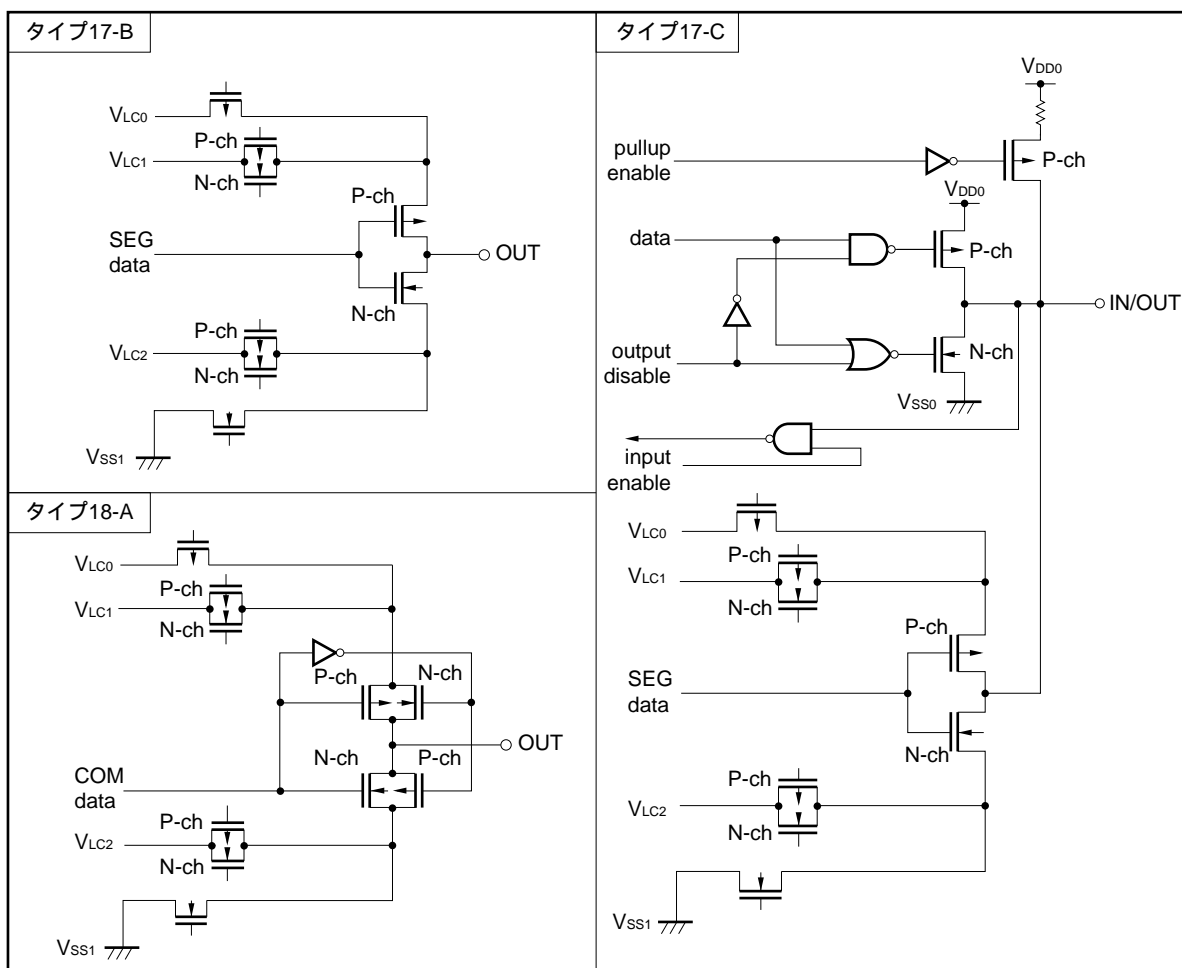 タイプ17-B
VLC0
P-ch
VLC1
N-ch
P-ch
SEG
data
OUT
N-ch
P-ch
VLC2
N-ch
VSS1
タイプ18-A
VLC0
P-ch
VLC1
N-ch
P-ch
N-ch
OUT
N-ch
P-ch
COM
data
P-ch
VLC2
N-ch
VSS1
タイプ17-C
VDD0
pullup
enable
P-ch
VDD0
data
P-ch
IN/OUT
output
disable
N-ch
VSS0
input
enable
VLC0
P-ch
VLC1
N-ch
P-ch
SEG
data
N-ch
P-ch
VLC2
N-ch
VSS1